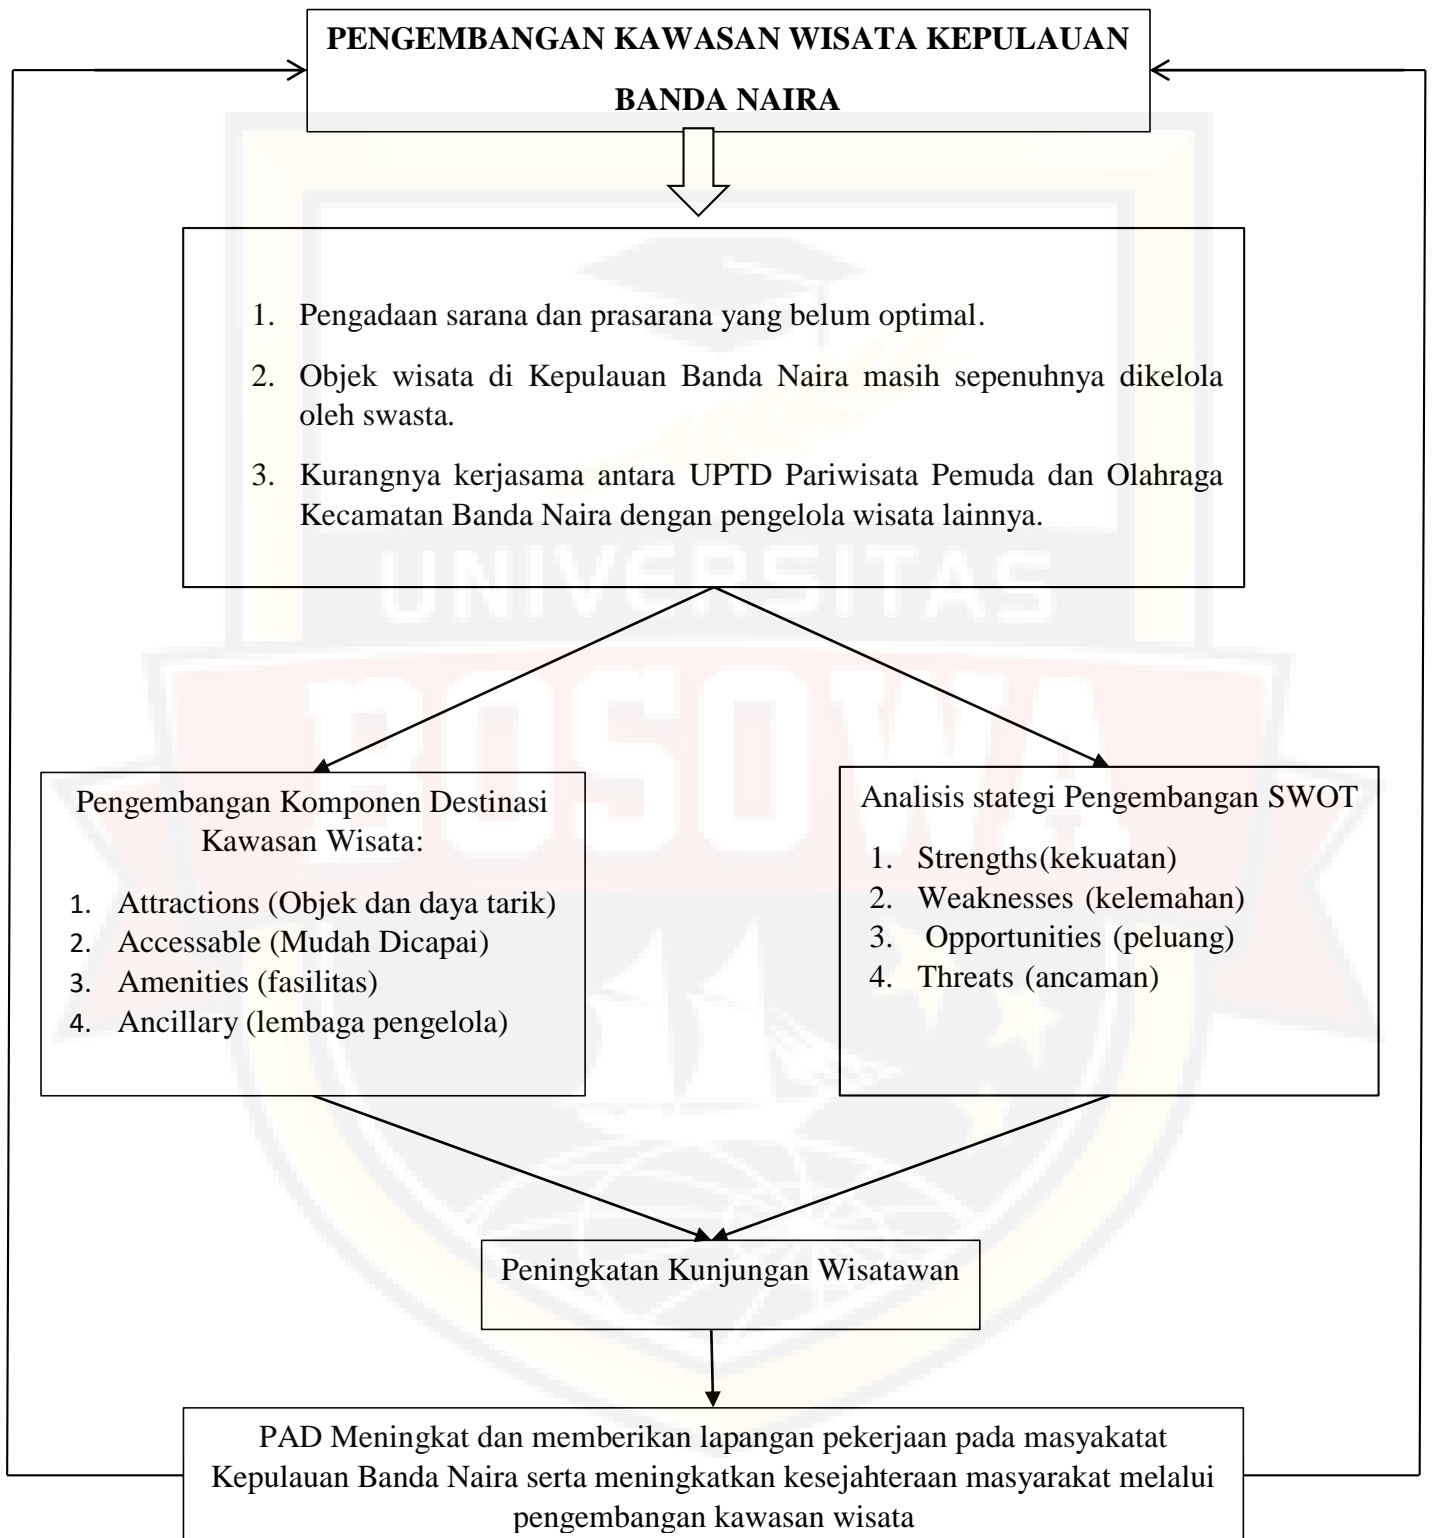 PENGEMBANGAN KAWASAN WISATA KEPULAUAN
BANDA NAIRA
1. Pengadaan sarana dan prasarana yang belum optimal.
2. Objek wisata di Kepulauan Banda Naira masih sepenuhnya dikelola
oleh swasta.
3. Kurangnya kerjasama antara UPTD Pariwisata Pemuda dan Olahraga
Kecamatan Banda Naira dengan pengelola wisata lainnya.
UNIVERSITAS
BOSOWA
Pengembangan Komponen Destinasi
Kawasan Wisata:
1. Attractions (Objek dan daya tarik)
2. Accessable (Mudah Dicapai)
3. Amenities (fasilitas)
4. Ancillary (lembaga pengelola)
Analisis stategi Pengembangan SWOT
1. Strengths(kekuatan)
2. Weaknesses (kelemahan)
3. Opportunities (peluang)
4. Threats (ancaman)
Peningkatan Kunjungan Wisatawan
PAD Meningkat dan memberikan lapangan pekerjaan pada masyakatat
Kepulauan Banda Naira serta meningkatkan kesejahteraan masyarakat melalui
pengembangan kawasan wisata